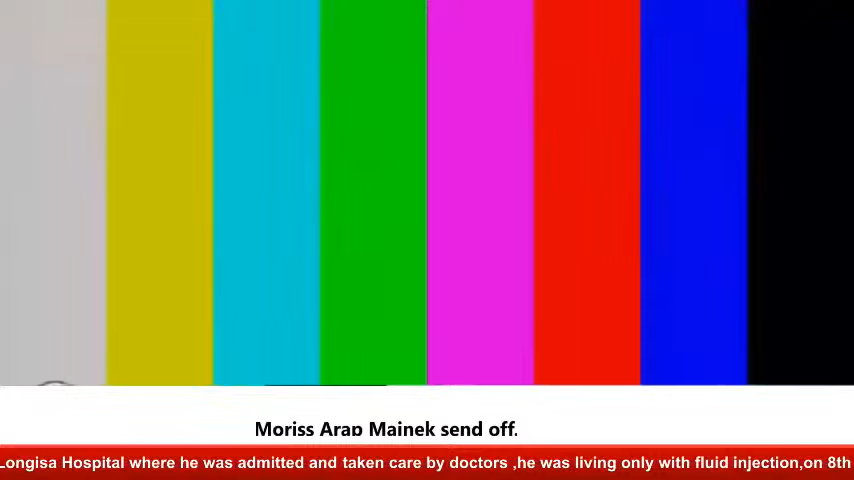 Moriss Arap Mainek send off.
Longisa Hospital where he was admitted and taken care by doctors ,he was living only with fluid injection,on 8th